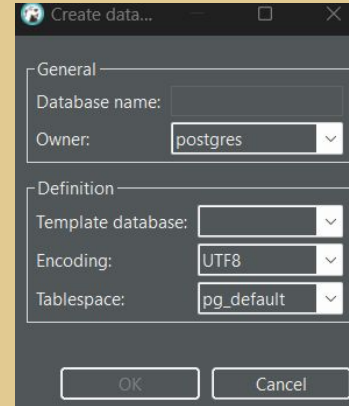 Create data...
General
Database name:
Owner: postgres
Definition
Template database:
Encoding: UTF8
Tablespace: pg_default
OK Cancel